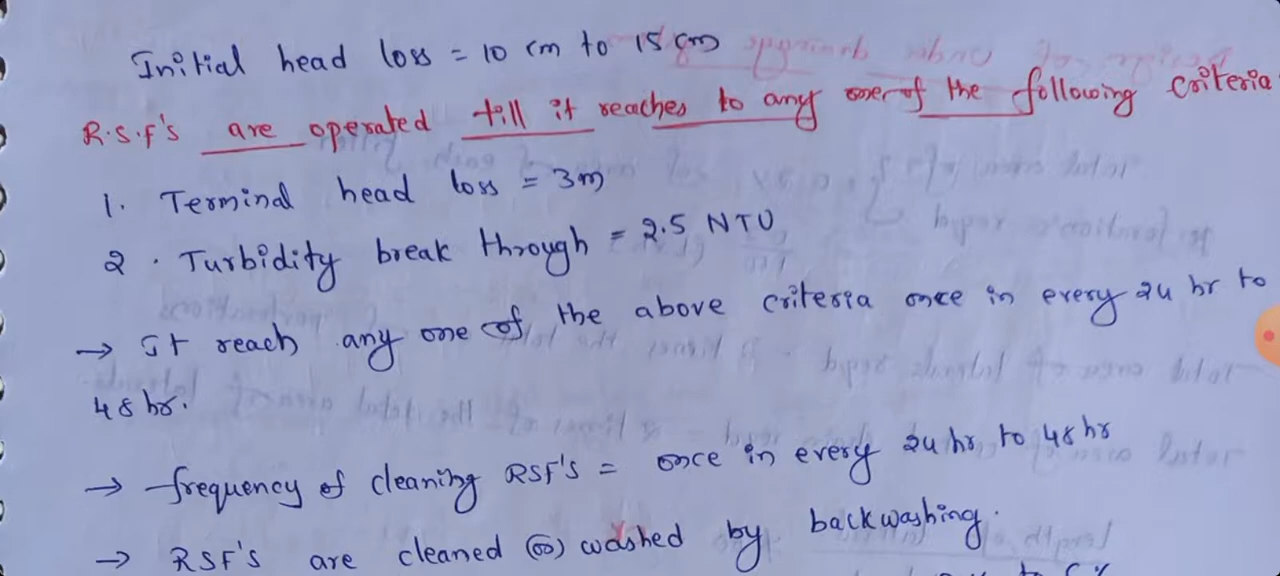 Initial head loss = 10 cm to 15 cm
R.S.F's are operated till it reaches to any one of the following criteria
1. Terminal head loss = 3m
2. Turbidity break through = 2.5 NTU
→ It reach any one of the above criteria once in every 24 hr to
48 hr.
→ frequency of cleaning RSF's = once in every 24 hr to 48 hr
→ RSF's are cleaned (or) washed by backwashing.